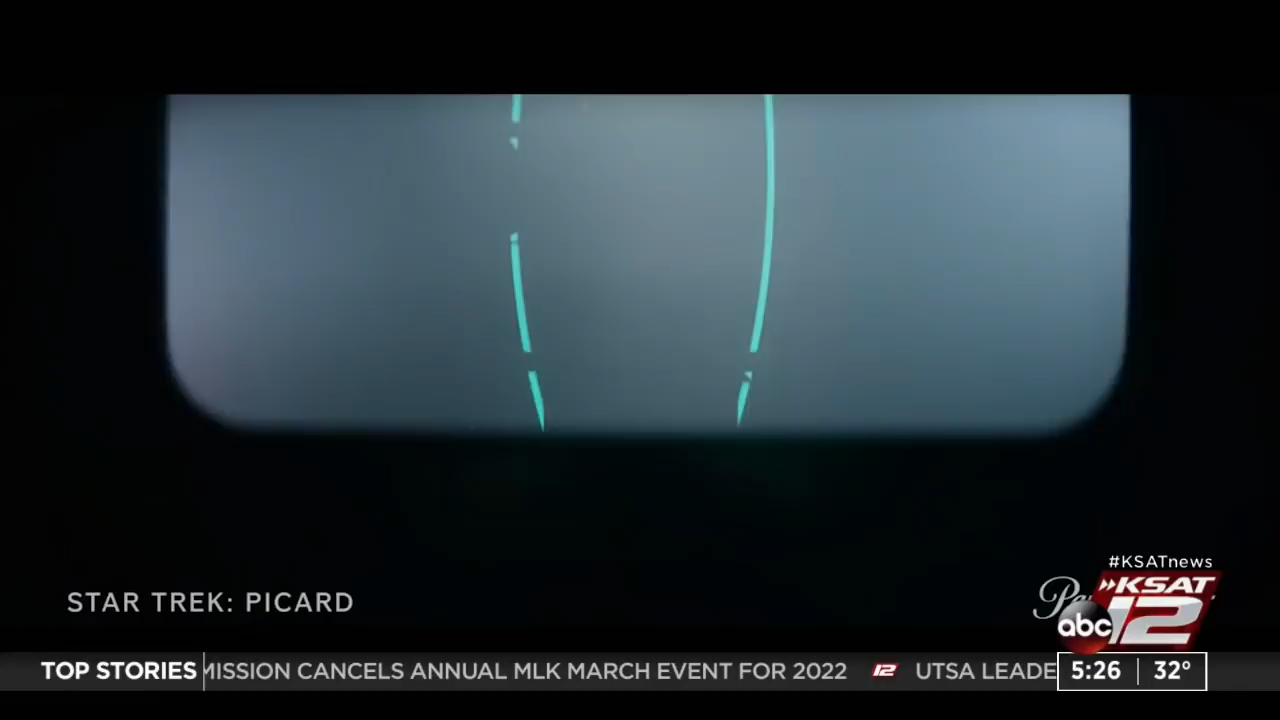 #KSATnews
STAR TREK: PICARD
KSAT
abc 12
TOP STORIES MISSION CANCELS ANNUAL MLK MARCH EVENT FOR 2022 12 UTSA LEADE 5:26 32°